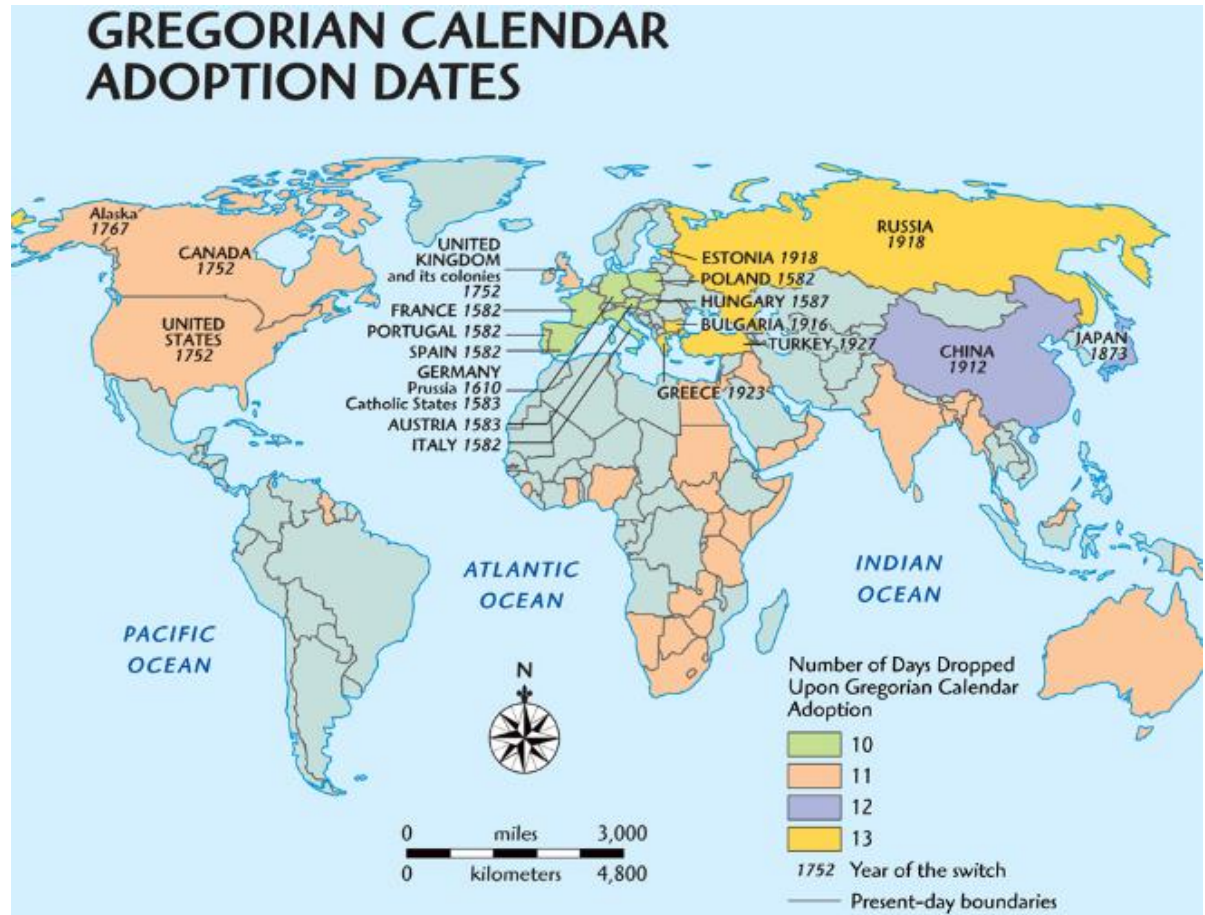 GREGORIAN CALENDAR
ADOPTION DATES
Alaska
1767
CANADA
1752
UNITED
STATES
1752
UNITED
KINGDOM
and its colonies
1752
FRANCE 1582
PORTUGAL 1582
SPAIN 1582
GERMANY
Prussia 1610
Catholic States 1583
AUSTRIA 1583
ITALY 1582
RUSSIA
1918
ESTONIA 1918
POLAND 1582
HUNGARY 1587
BULGARIA 1916
TURKEY 1927
GREECE 1923
CHINA
1912
JAPAN
1873
PACIFIC
OCEAN
ATLANTIC
OCEAN
INDIAN
OCEAN
N
0 miles 3,000
0 kilometers 4,800
Number of Days Dropped
Upon Gregorian Calendar
Adoption
10
11
12
13
1752 Year of the switch
Present-day boundaries